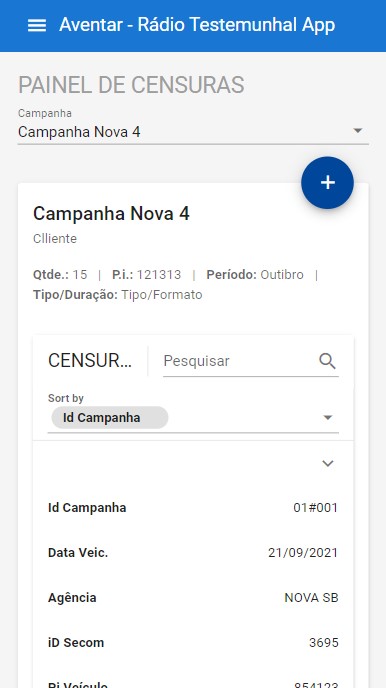 Aventar - Rádio Testemunhal App
PAINEL DE CENSURAS
Campanha
Campanha Nova 4
Campanha Nova 4
Clliente
Qtde.: 15 | P.i.: 121313 | Período: Outibro |
Tipo/Duração: Tipo/Formato
CENSUR... Pesquisar
Sort by
Id Campanha
Id Campanha 01#001
Data Veic. 21/09/2021
Agência NOVA SB
iD Secom 3695
Pi Veículo 854123